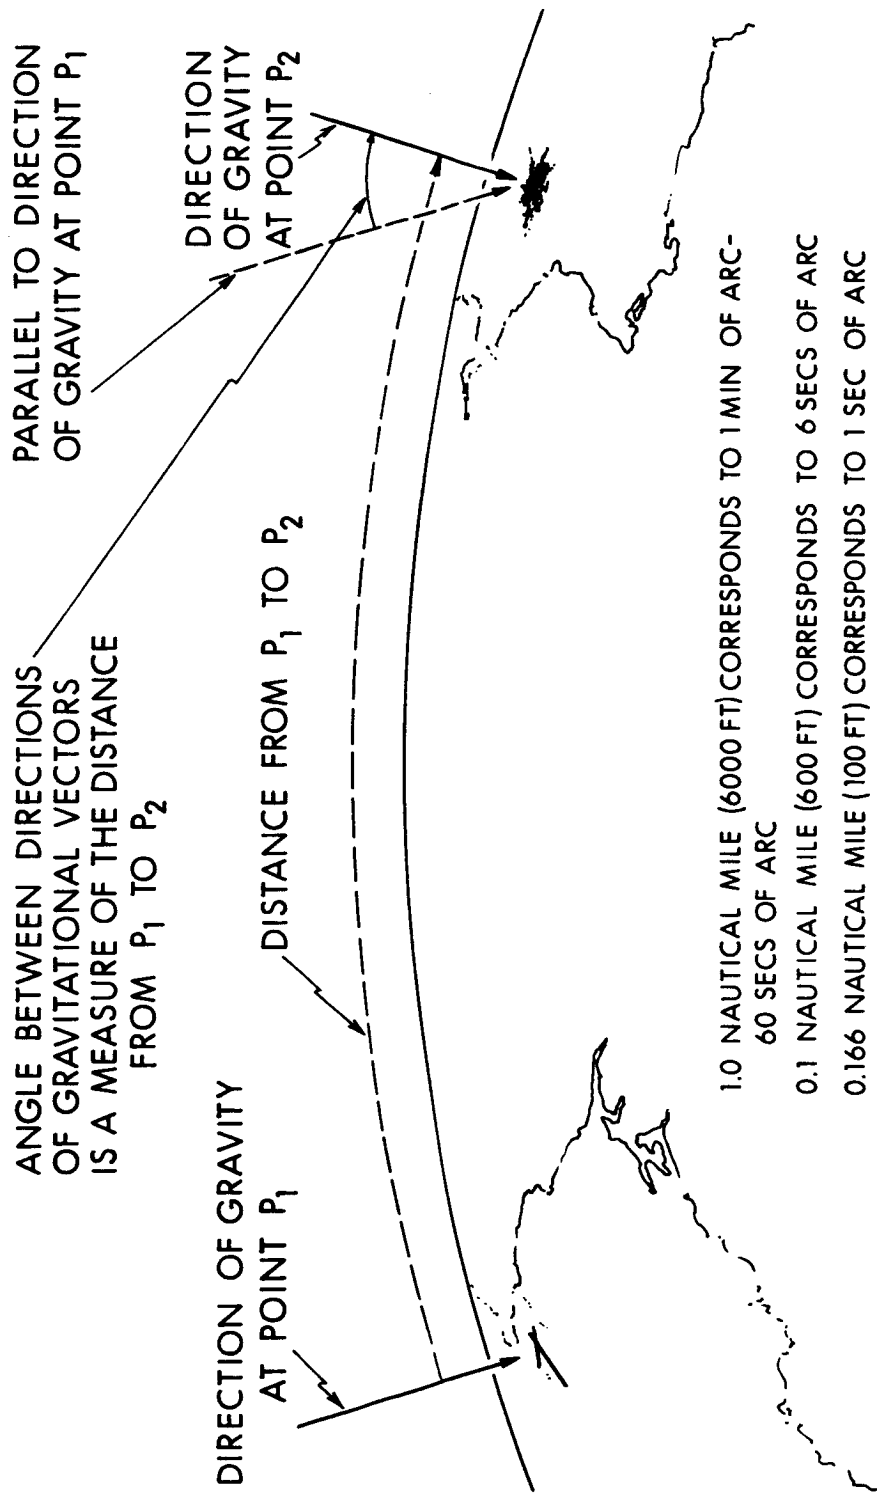 PARALLEL TO DIRECTION
OF GRAVITY AT POINT P₁
ANGLE BETWEEN DIRECTIONS
OF GRAVITATIONAL VECTORS
IS A MEASURE OF THE DISTANCE
FROM P₁ TO P₂
DIRECTION
OF GRAVITY
AT POINT P₂
DIRECTION OF GRAVITY
AT POINT P₁
DISTANCE FROM P₁ TO P₂
1.0 NAUTICAL MILE (6000 FT) CORRESPONDS TO 1 MIN OF ARC-
60 SECS OF ARC
0.1 NAUTICAL MILE (600 FT) CORRESPONDS TO 6 SECS OF ARC
0.166 NAUTICAL MILE (100 FT) CORRESPONDS TO 1 SEC OF ARC